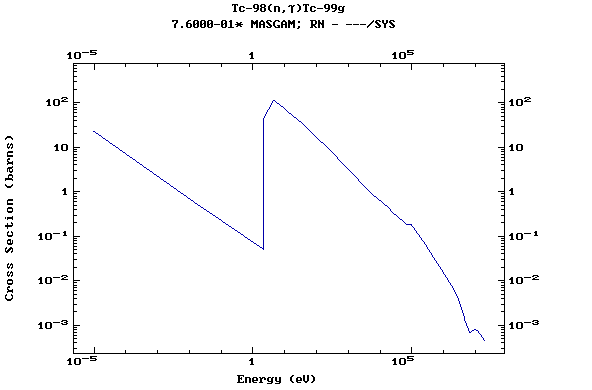 Tc-98(n,γ)Tc-99g
7.6000-01* MASGAM; RN - ---/SYS
10⁻⁵ 1 10⁵
10² 10²
10 10
1 1
10⁻¹ 10⁻¹
10⁻² 10⁻²
10⁻³ 10⁻³
Cross Section (barns)
10⁻⁵ 1 10⁵
Energy (eV)